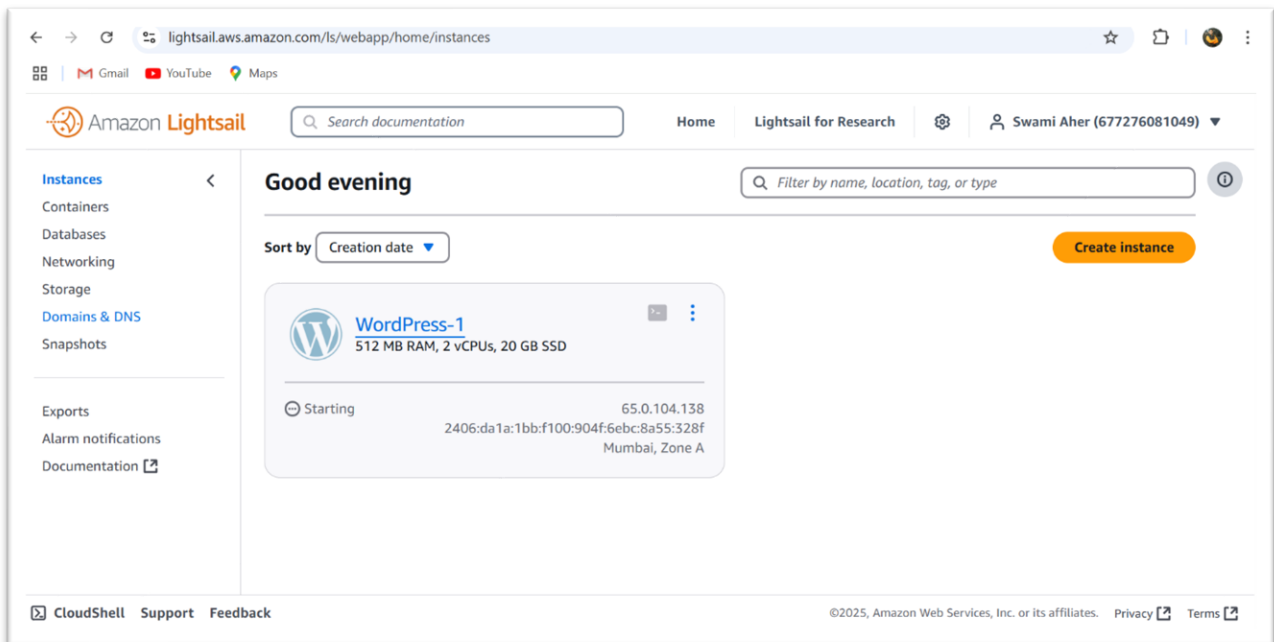 lightsail.aws.amazon.com/ls/webapp/home/instances
Gmail YouTube Maps
Amazon Lightsail Search documentation Home Lightsail for Research Swami Aher (677276081049)
Instances
Containers
Databases
Networking
Storage
Domains & DNS
Snapshots
Exports
Alarm notifications
Documentation
Good evening Filter by name, location, tag, or type
Sort by Creation date Create instance
WordPress-1
512 MB RAM, 2 vCPUs, 20 GB SSD
Starting 65.0.104.138
2406:da1a:1bb:f100:904f:6ebc:8a55:328f
Mumbai, Zone A
CloudShell Support Feedback ©2025, Amazon Web Services, Inc. or its affiliates. Privacy Terms